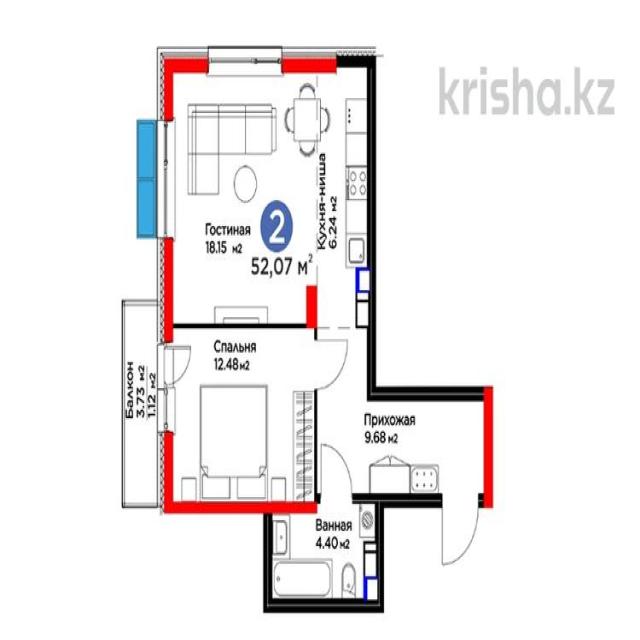 krisha.kz
Гостиная
18.15 м2
2
52,07 м²
Кухня-ниша
6.24 м2
Спальня
12.48 м2
Балкон
3.73 м2
1.12 м2
Прихожая
9.68 м2
Ванная
4.40 м2